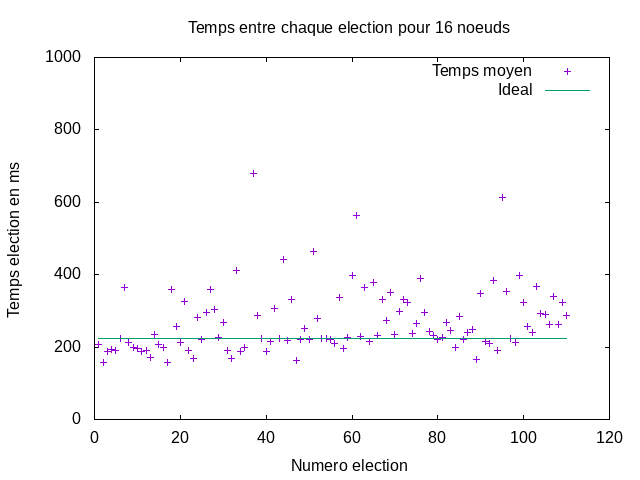 Temps entre chaque election pour 16 noeuds
1000
800
600
400
200
0
Temps election en ms
Temps moyen
Ideal
0 20 40 60 80 100 120
Numero election